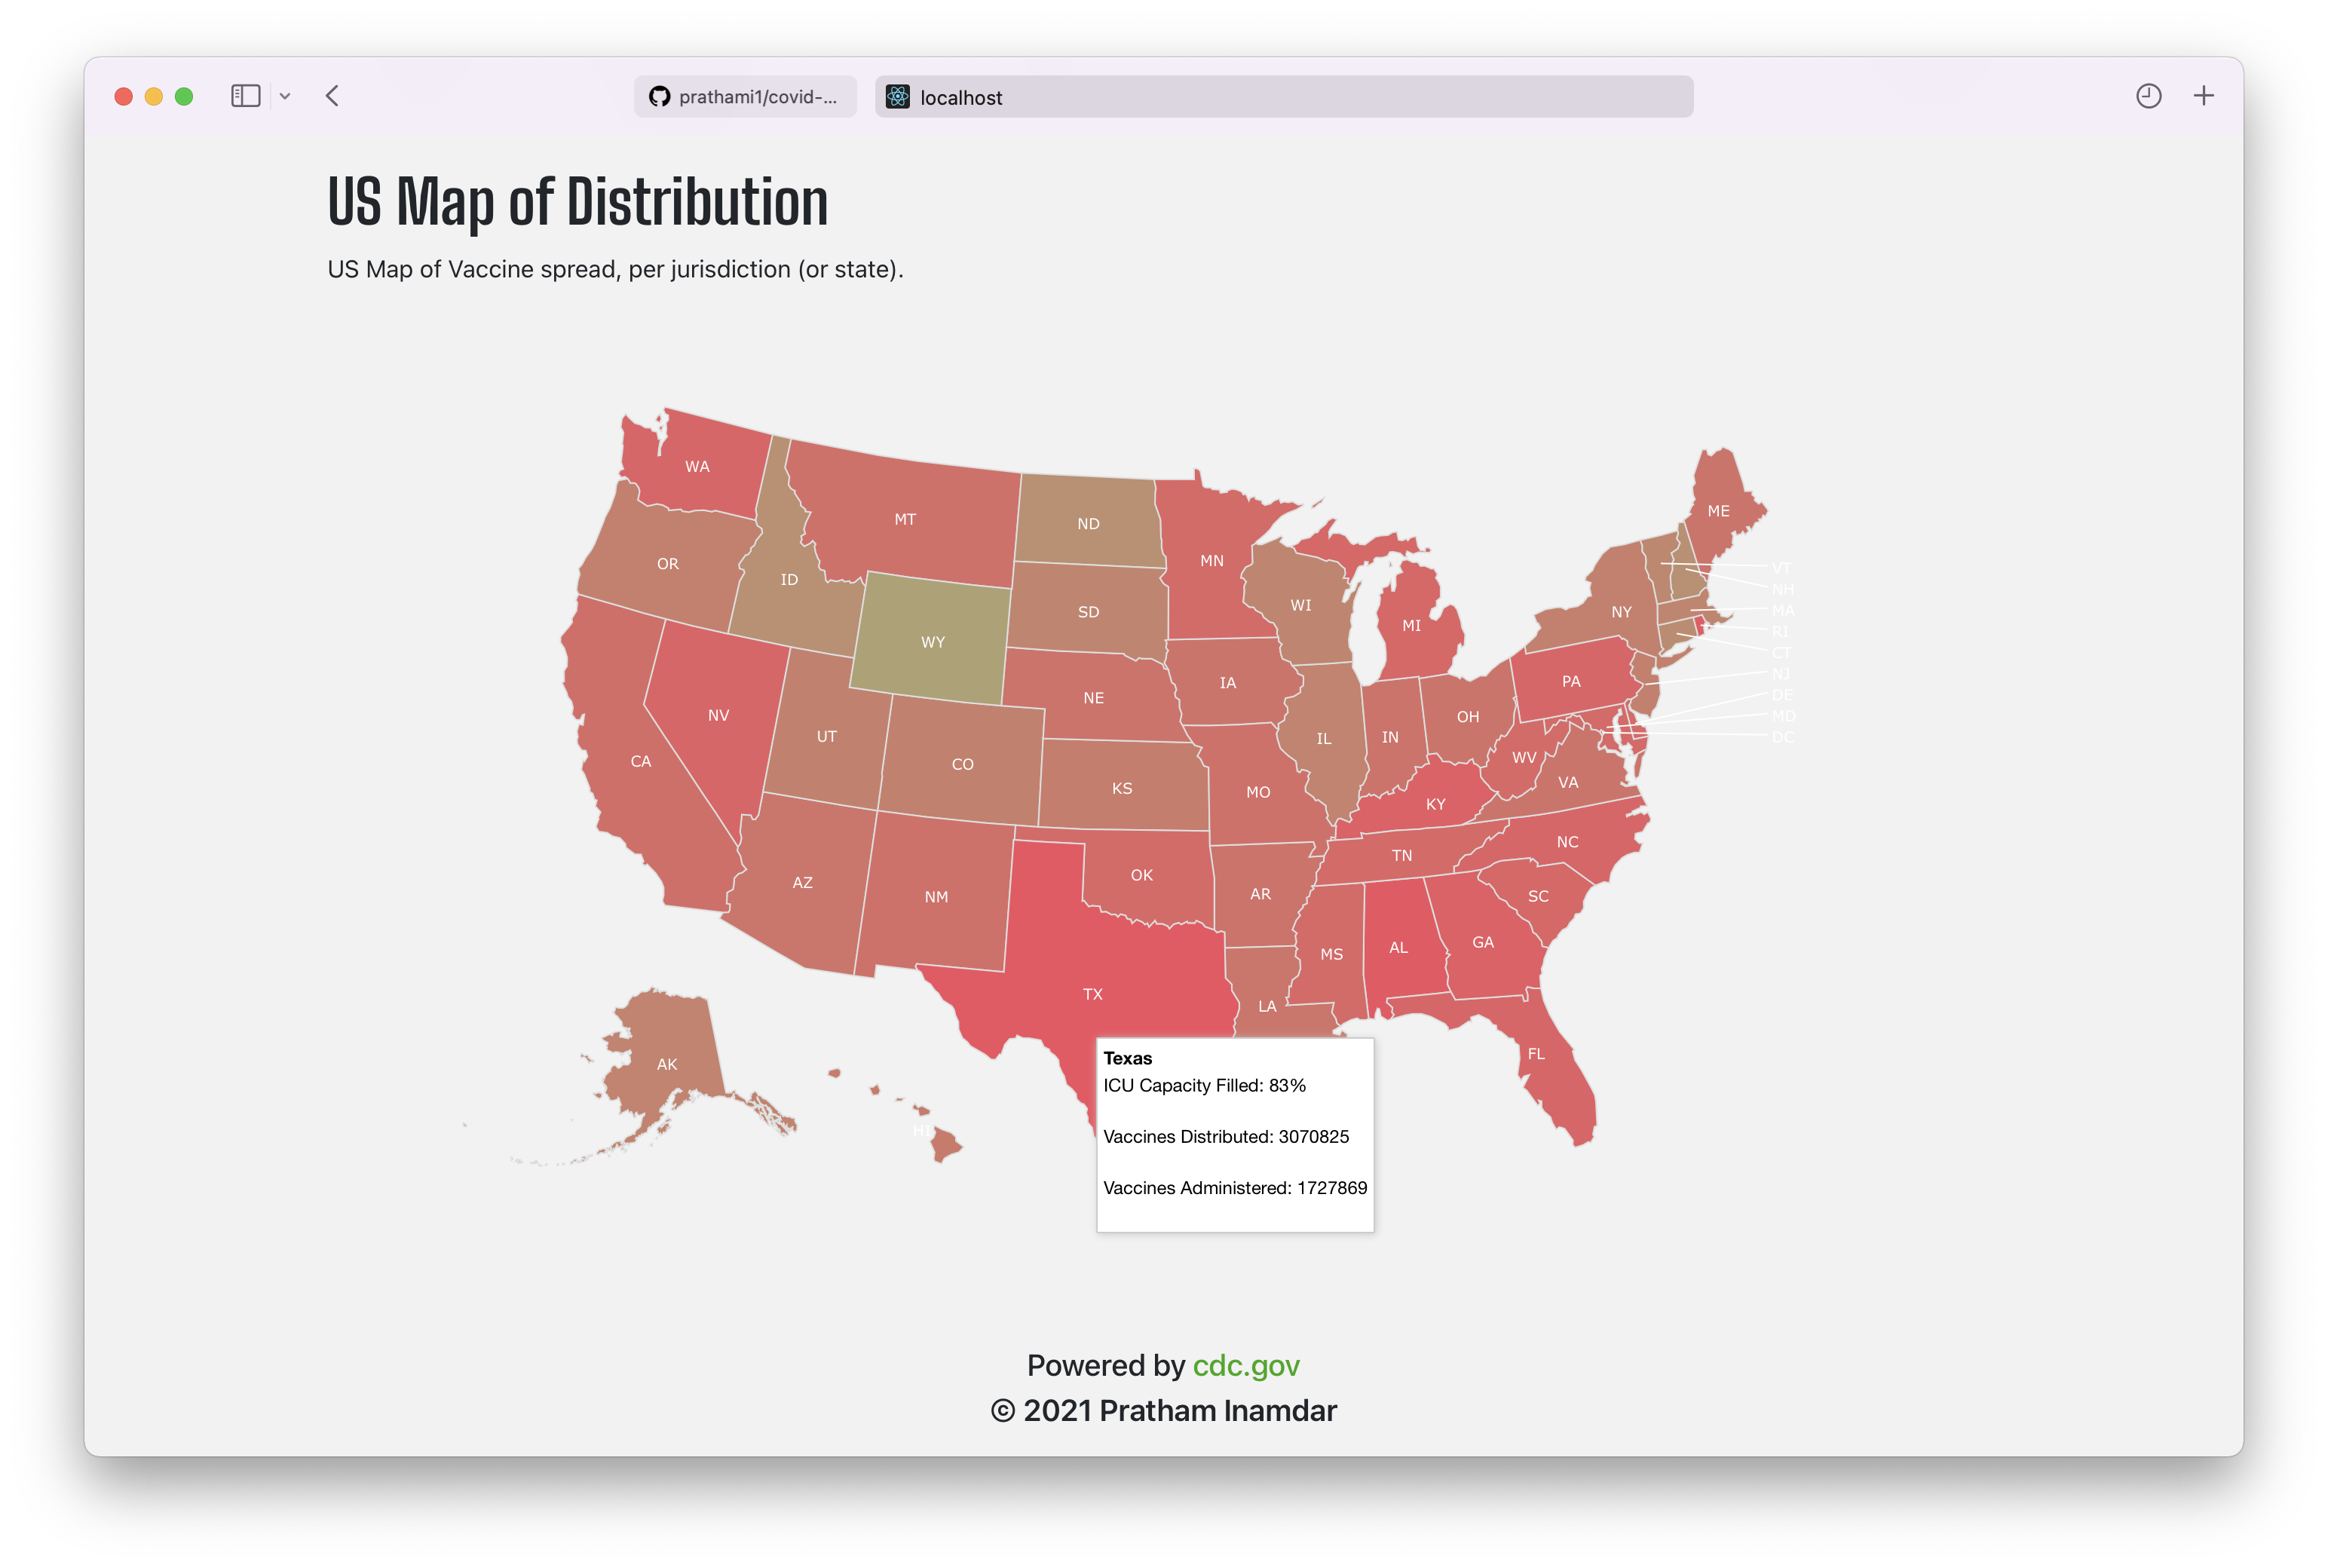 prathami1/covid-...
localhost
US Map of Distribution
US Map of Vaccine spread, per jurisdiction (or state).
WA
MT
ND
MN
ME
OR
ID
SD
WI
NY
VT
NH
MA
RI
CT
NJ
DE
MD
DC
WY
MI
NV
NE
IA
PA
UT
CO
IL
IN
OH
WV
VA
CA
KS
MO
KY
NC
AZ
NM
OK
AR
TN
SC
MS
AL
GA
TX
LA
FL
AK
HI
Texas
ICU Capacity Filled: 83%
Vaccines Distributed: 3070825
Vaccines Administered: 1727869
Powered by cdc.gov
© 2021 Pratham Inamdar